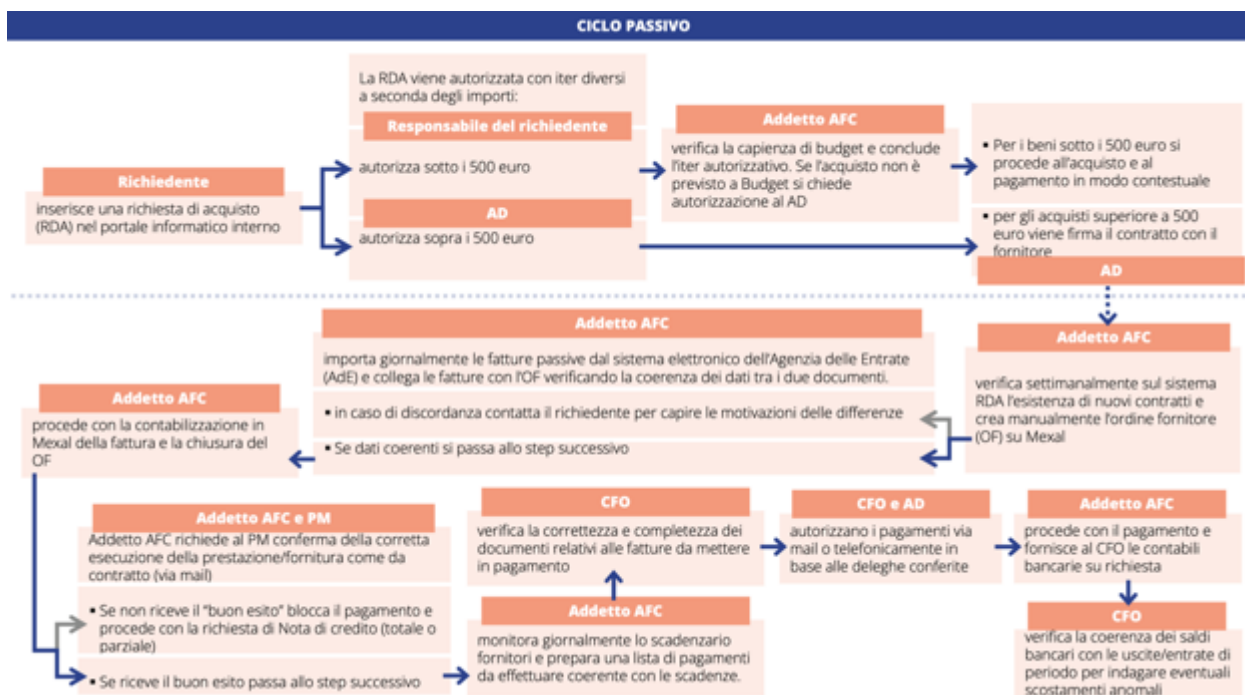 CICLO PASSIVO
Richiedente
inserisce una richiesta di acquisto
(RDA) nel portale informatico interno
La RDA viene autorizzata con iter diversi
a seconda degli importi:
Responsabile del richiedente
autorizza sotto i 500 euro
AD
autorizza sopra i 500 euro
Addetto AFC
verifica la capienza di budget e conclude
l'iter autorizzativo. Se l'acquisto non è
previsto a Budget si chiede
autorizzazione al AD
▪ Per i beni sotto i 500 euro si
procede all'acquisto e al
pagamento in modo contestuale
▪ per gli acquisti superiore a 500
euro viene firma il contratto con il
fornitore
AD
Addetto AFC
verifica settimanalmente sul sistema
RDA l'esistenza di nuovi contratti e
crea manualmente l'ordine fornitore
(OF) su Mexal
Addetto AFC
importa giornalmente le fatture passive dal sistema elettronico dell'Agenzia delle Entrate
(AdE) e collega le fatture con l'OF verificando la coerenza dei dati tra i due documenti.
▪ in caso di discordanza contatta il richiedente per capire le motivazioni delle differenze
▪ Se dati coerenti si passa allo step successivo
Addetto AFC
procede con la contabilizzazione in
Mexal della fattura e la chiusura del
OF
Addetto AFC e PM
Addetto AFC richiede al PM conferma della corretta
esecuzione della prestazione/fornitura come da
contratto (via mail)
▪ Se non riceve il "buon esito" blocca il pagamento e
procede con la richiesta di Nota di credito (totale o
parziale)
▪ Se riceve il buon esito passa allo step successivo
Addetto AFC
monitora giornalmente lo scadenzario
fornitori e prepara una lista di pagamenti
da effettuare coerente con le scadenze.
CFO
verifica la correttezza e completezza dei
documenti relativi alle fatture da mettere
in pagamento
CFO e AD
autorizzano i pagamenti via
mail o telefonicamente in
base alle deleghe conferite
Addetto AFC
procede con il pagamento e
fornisce al CFO le contabili
bancarie su richiesta
CFO
verifica la coerenza dei saldi
bancari con le uscite/entrate di
periodo per indagare eventuali
scostamenti anomali